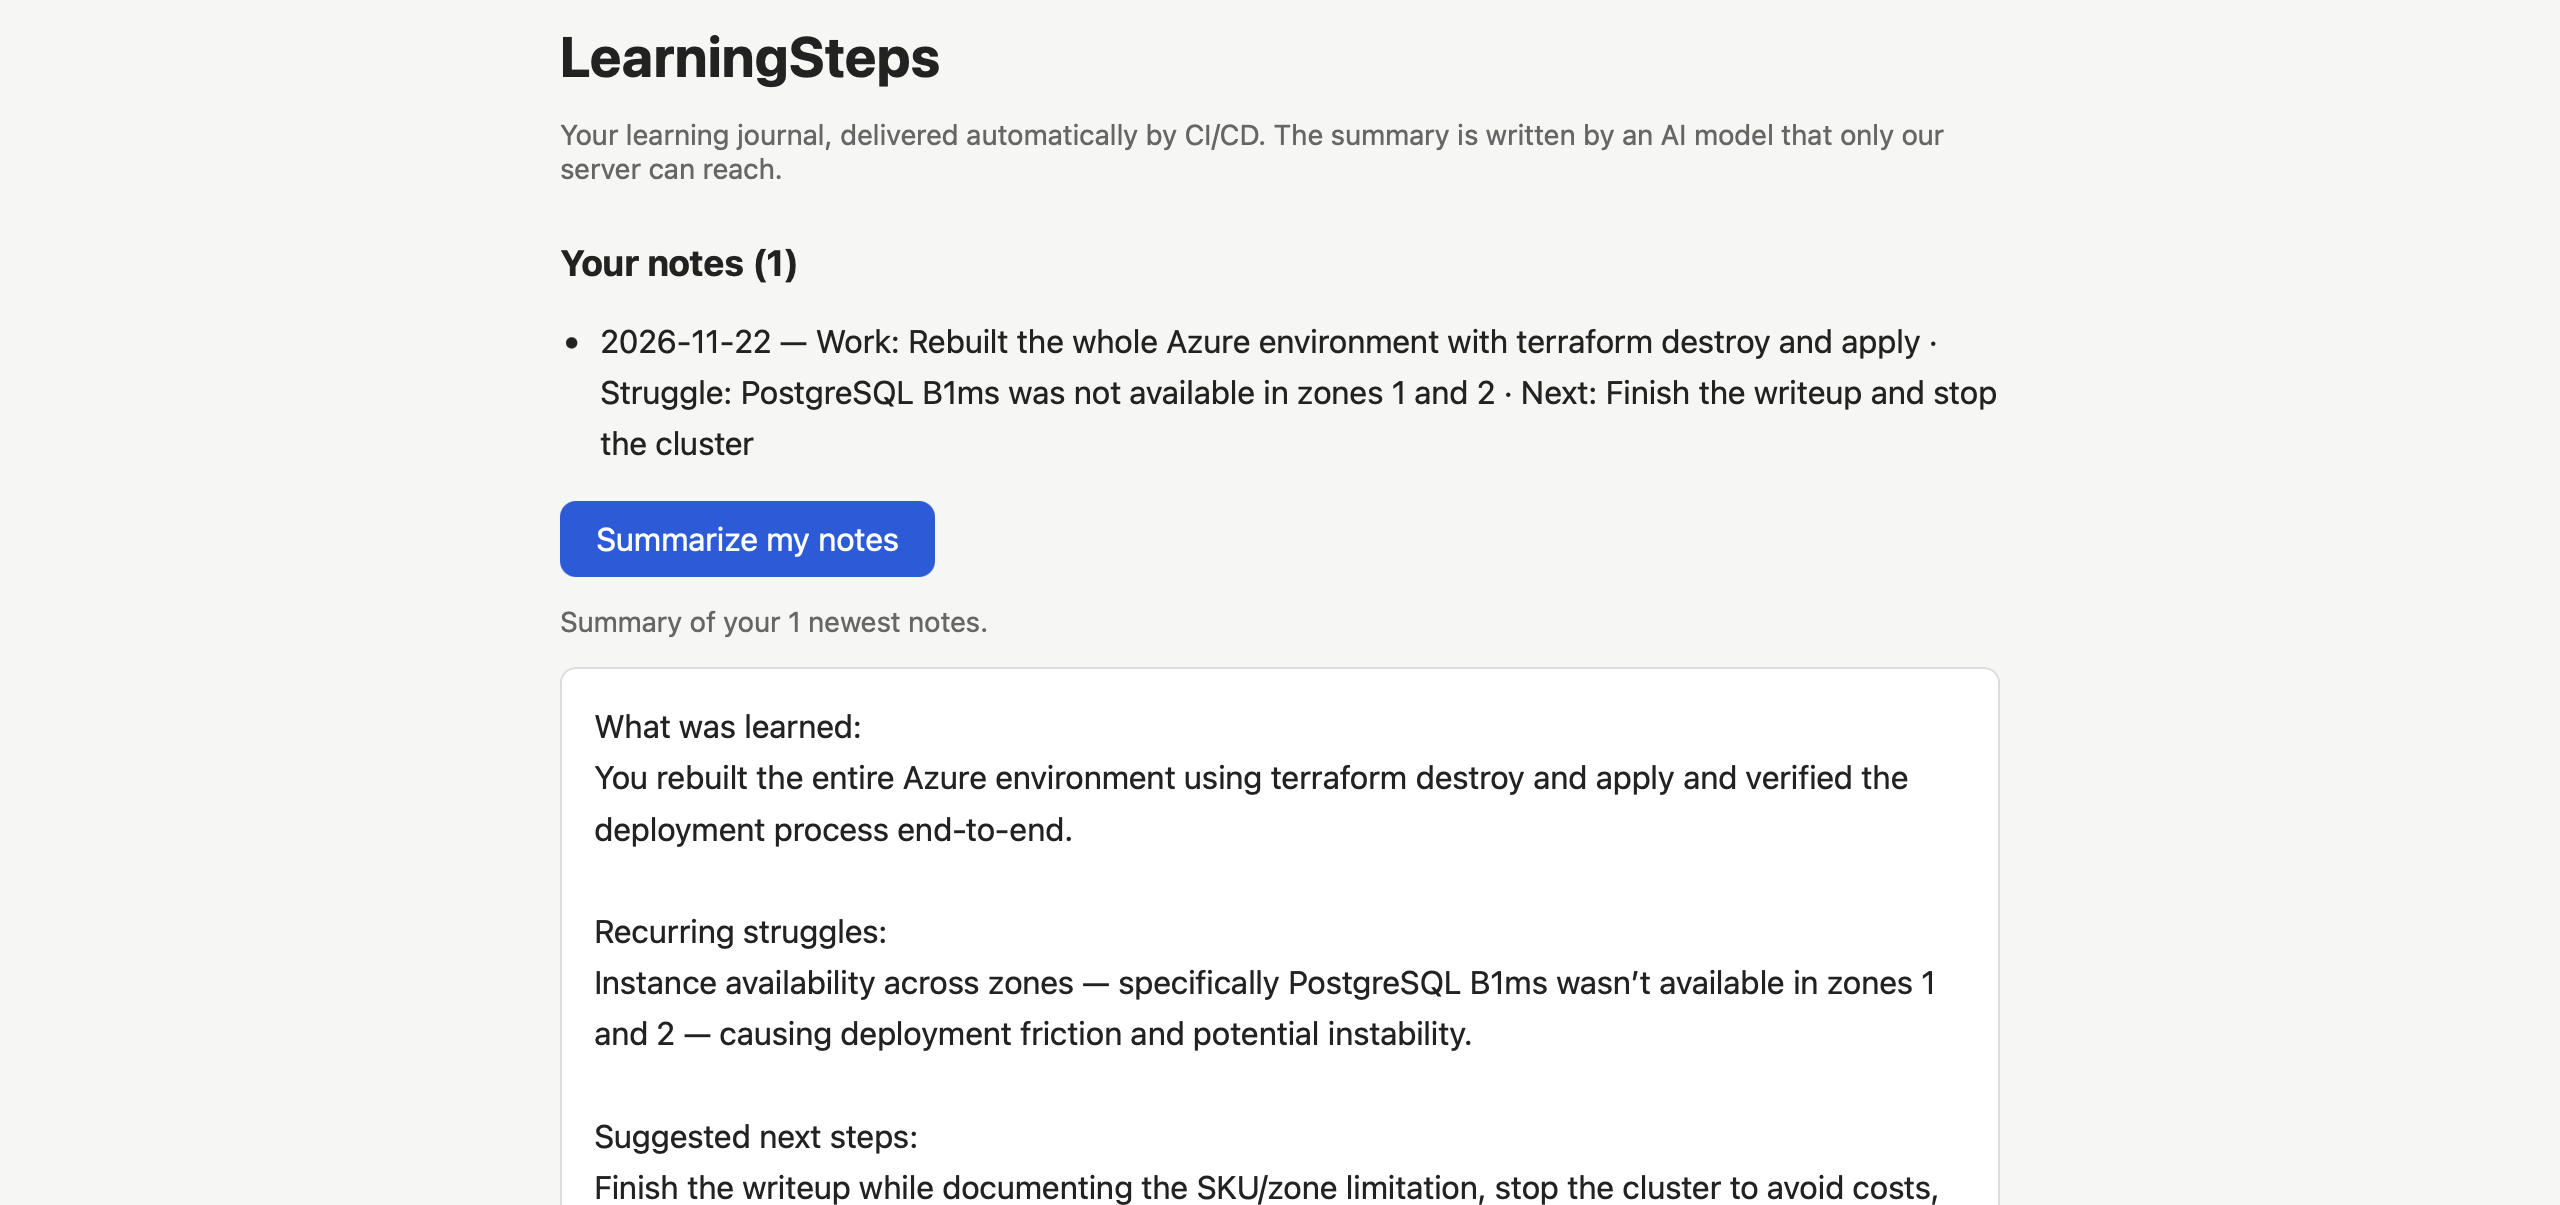 LearningSteps
Your learning journal, delivered automatically by CI/CD. The summary is written by an AI model that only our
server can reach.
Your notes (1)
• 2026-11-22 — Work: Rebuilt the whole Azure environment with terraform destroy and apply ·
Struggle: PostgreSQL B1ms was not available in zones 1 and 2 · Next: Finish the writeup and stop
the cluster
Summarize my notes
Summary of your 1 newest notes.
What was learned:
You rebuilt the entire Azure environment using terraform destroy and apply and verified the
deployment process end-to-end.
Recurring struggles:
Instance availability across zones — specifically PostgreSQL B1ms wasn’t available in zones 1
and 2 — causing deployment friction and potential instability.
Suggested next steps:
Finish the writeup while documenting the SKU/zone limitation, stop the cluster to avoid costs,